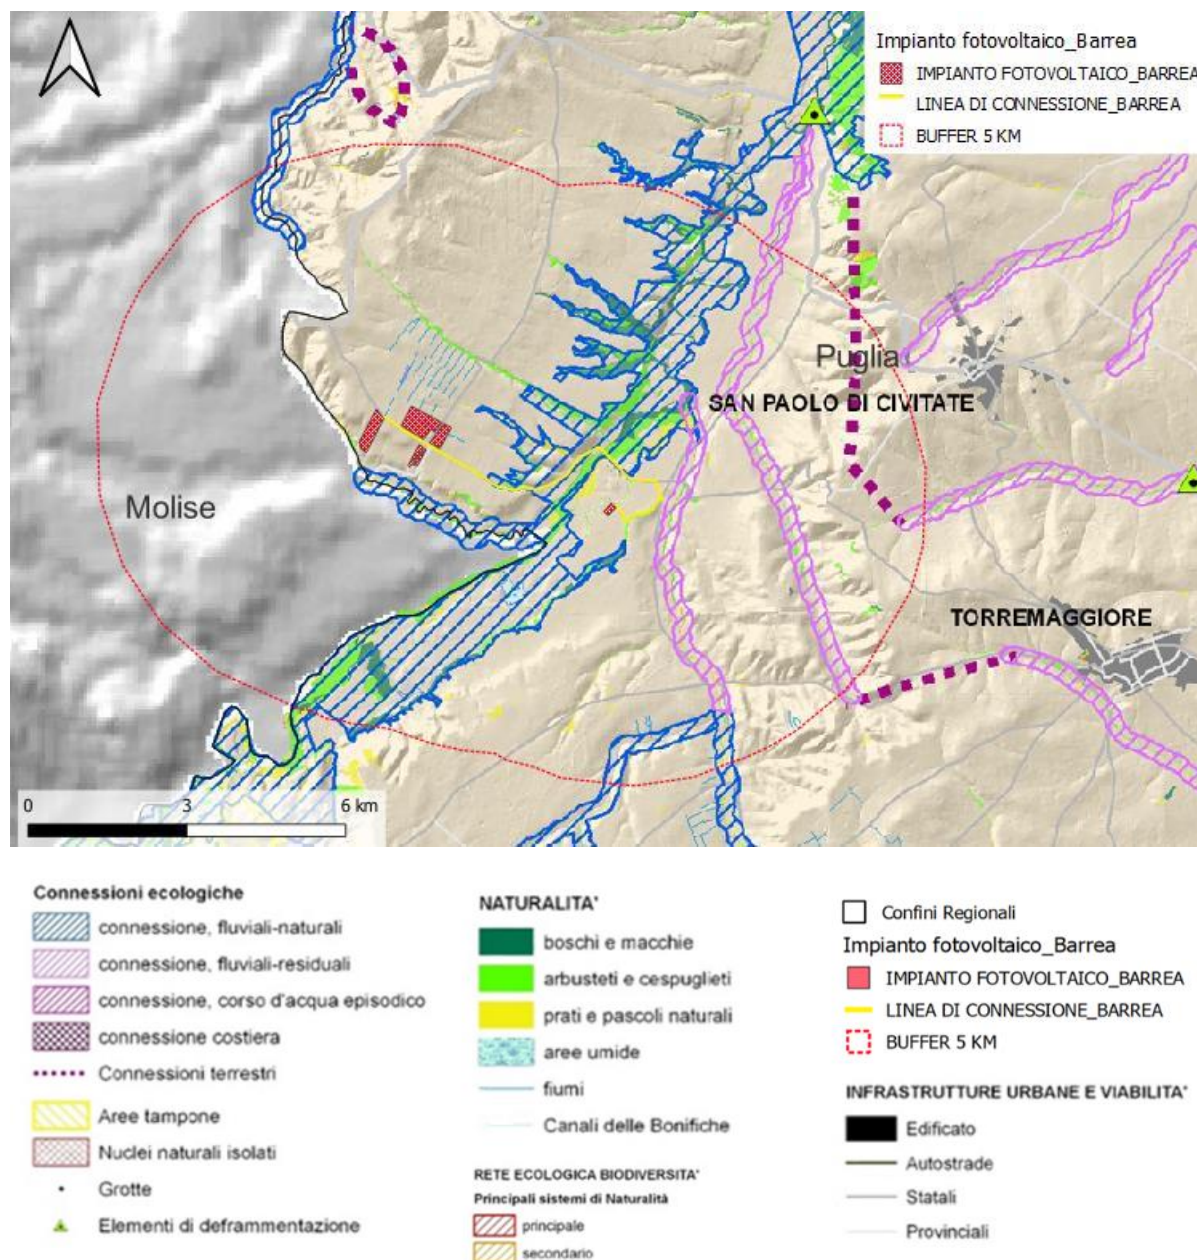 Impianto fotovoltaico_Barrea
IMPIANTO FOTOVOLTAICO_BARREA
LINEA DI CONNESSIONE_BARREA
BUFFER 5 KM
Puglia
SAN PAOLO DI CIVITATE
Molise
TORREMAGGIORE
0 3 6 km
Connessioni ecologiche
connessione, fluviali-naturali
connessione, fluviali-residuali
connessione, corso d'acqua episodico
connessione costiera
Connessioni terrestri
Aree tampone
Nuclei naturali isolati
Grotte
Elementi di deframmentazione
NATURALITA'
boschi e macchie
arbusteti e cespuglieti
prati e pascoli naturali
aree umide
fiumi
Canali delle Bonifiche
RETE ECOLOGICA BIODIVERSITA'
Principali sistemi di Naturalità
principale
secondario
Confini Regionali
Impianto fotovoltaico_Barrea
IMPIANTO FOTOVOLTAICO_BARREA
LINEA DI CONNESSIONE_BARREA
BUFFER 5 KM
INFRASTRUTTURE URBANE E VIABILITA'
Edificato
Autostrade
Statali
Provinciali